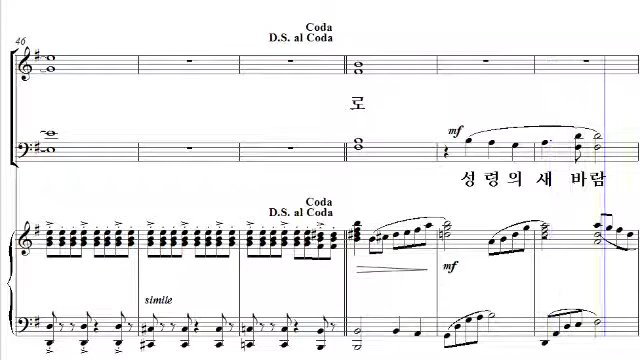 Coda
D.S. al Coda
46
로
mf
성 령의 새 바람
Coda
D.S. al Coda
mf
simile